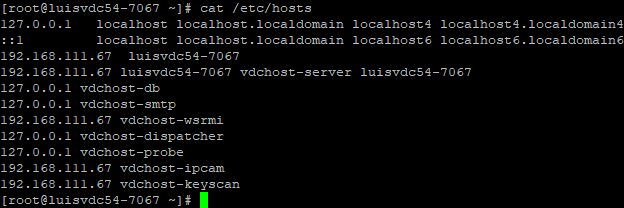 [root@luisvdc54-7067 ~]# cat /etc/hosts
127.0.0.1   localhost localhost.localdomain localhost4 localhost4.localdomain4
::1         localhost localhost.localdomain localhost6 localhost6.localdomain6
192.168.111.67  luisvdc54-7067
192.168.111.67 luisvdc54-7067 vdchost-server luisvdc54-7067
127.0.0.1 vdchost-db
127.0.0.1 vdchost-smtp
192.168.111.67 vdchost-wsrmi
127.0.0.1 vdchost-dispatcher
127.0.0.1 vdchost-probe
192.168.111.67 vdchost-ipcam
192.168.111.67 vdchost-keyscan
[root@luisvdc54-7067 ~]#